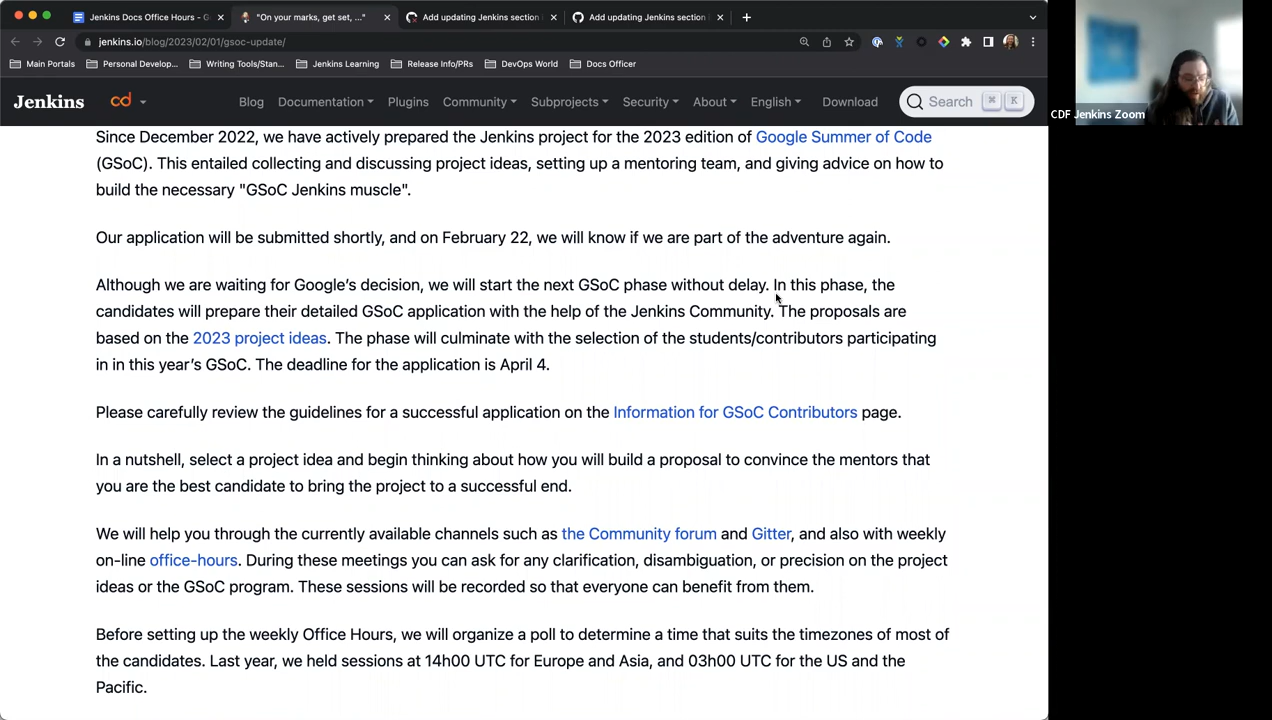 Jenkins Docs Office Hours - G
"On your marks, get set, ..."
Add updating Jenkins section
Add updating Jenkins section
jenkins.io/blog/2023/02/01/gsoc-update/
Main Portals
Personal Develop...
Writing Tools/Stan...
Jenkins Learning
Release Info/PRs
DevOps World
Docs Officer
Jenkins
cd
Blog
Documentation
Plugins
Community
Subprojects
Security
About
English
Download
Search ⌘ K
CDF Jenkins Zoom
Since December 2022, we have actively prepared the Jenkins project for the 2023 edition of Google Summer of Code
(GSoC). This entailed collecting and discussing project ideas, setting up a mentoring team, and giving advice on how to
build the necessary "GSoC Jenkins muscle".
Our application will be submitted shortly, and on February 22, we will know if we are part of the adventure again.
Although we are waiting for Google's decision, we will start the next GSoC phase without delay. In this phase, the
candidates will prepare their detailed GSoC application with the help of the Jenkins Community. The proposals are
based on the 2023 project ideas. The phase will culminate with the selection of the students/contributors participating
in in this year's GSoC. The deadline for the application is April 4.
Please carefully review the guidelines for a successful application on the Information for GSoC Contributors page.
In a nutshell, select a project idea and begin thinking about how you will build a proposal to convince the mentors that
you are the best candidate to bring the project to a successful end.
We will help you through the currently available channels such as the Community forum and Gitter, and also with weekly
on-line office-hours. During these meetings you can ask for any clarification, disambiguation, or precision on the project
ideas or the GSoC program. These sessions will be recorded so that everyone can benefit from them.
Before setting up the weekly Office Hours, we will organize a poll to determine a time that suits the timezones of most of
the candidates. Last year, we held sessions at 14h00 UTC for Europe and Asia, and 03h00 UTC for the US and the
Pacific.